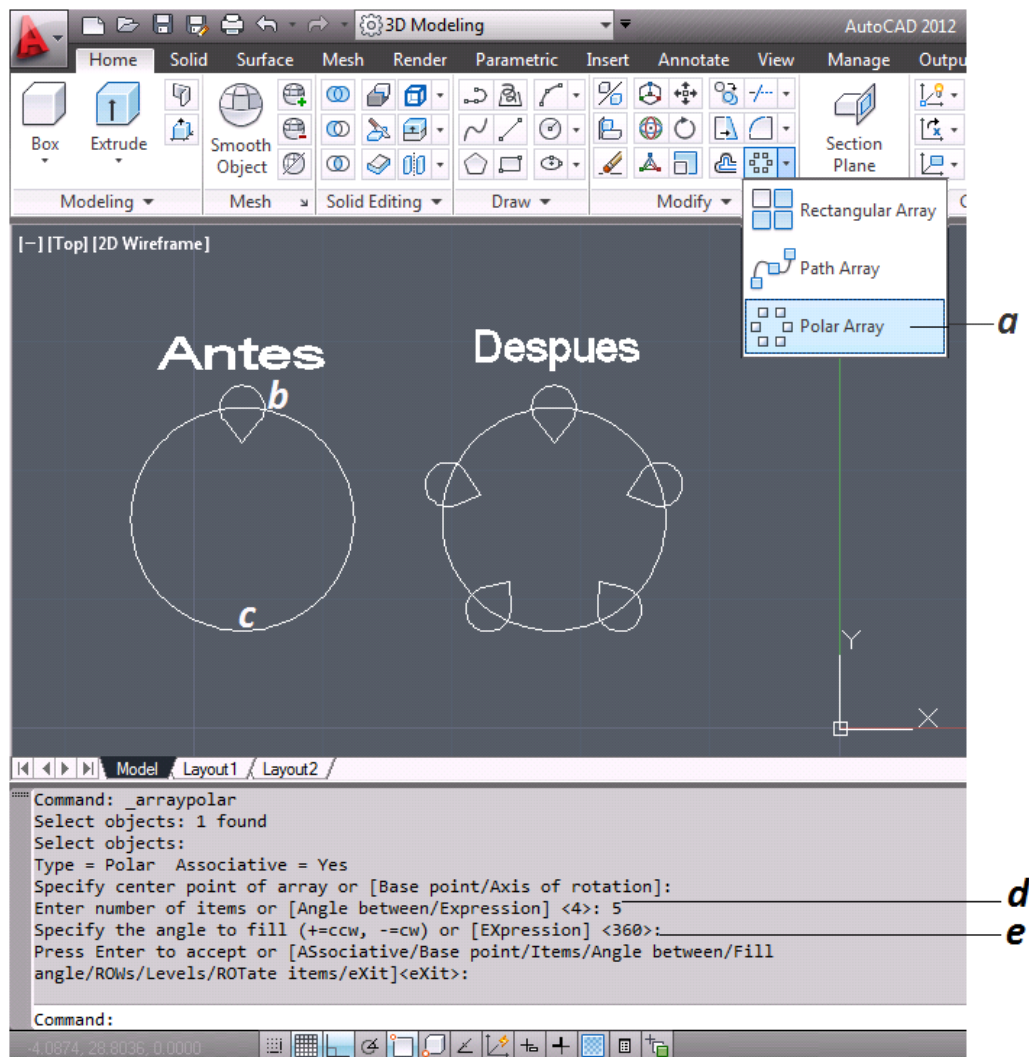 3D Modeling
AutoCAD 2012
Home Solid Surface Mesh Render Parametric Insert Annotate View Manage Outpu
Box
Extrude
Smooth
Object
Section
Plane
Modeling
Mesh
Solid Editing
Draw
Modify
Rectangular Array
Path Array
Polar Array
a
[−] [Top] [2D Wireframe]
Antes
Despues
b
c
Y
X
Model Layout1 Layout2
Command: _arraypolar
Select objects: 1 found
Select objects:
Type = Polar Associative = Yes
Specify center point of array or [Base point/Axis of rotation]:
Enter number of items or [Angle between/Expression] <4>: 5
d
Specify the angle to fill (+=ccw, -=cw) or [EXpression] <360>:
e
Press Enter to accept or [ASsociative/Base point/Items/Angle between/Fill
angle/ROWs/Levels/ROTate items/eXit]<eXit>:
Command:
-4.0874, 28.8036, 0.0000